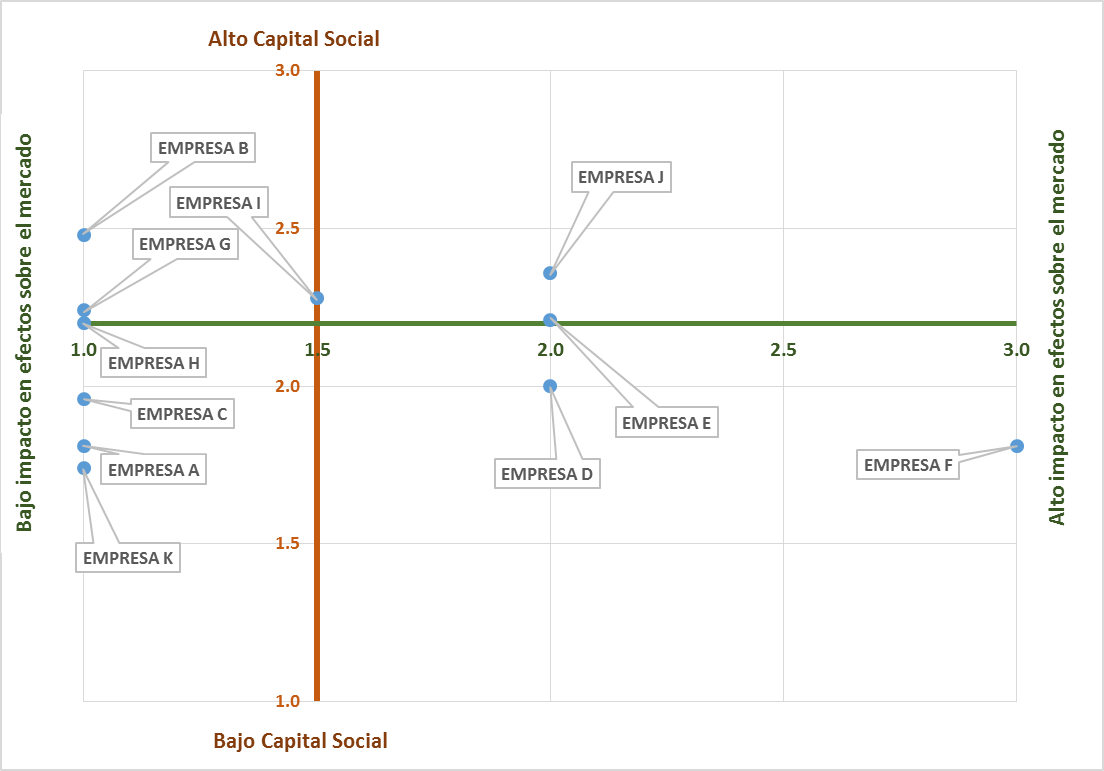 Alto Capital Social
3.0
EMPRESA B
EMPRESA J
EMPRESA I
2.5
EMPRESA G
Bajo impacto en efectos sobre el mercado
Alto impacto en efectos sobre el mercado
1.0
1.5
2.0
2.5
3.0
EMPRESA H
2.0
EMPRESA C
EMPRESA E
EMPRESA A
EMPRESA D
EMPRESA F
1.5
EMPRESA K
1.0
Bajo Capital Social